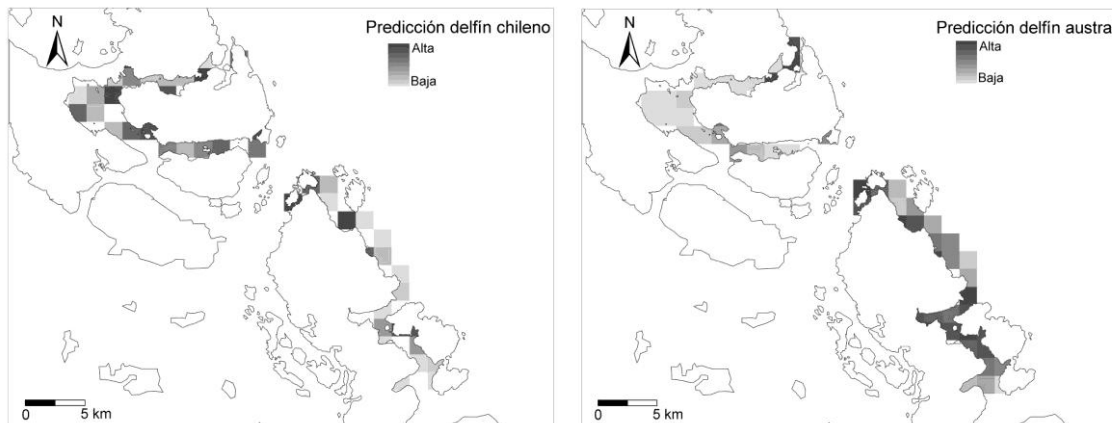 N
Predicción delfín chileno
Alta
Baja
0 5 km
N
Predicción delfín austra
Alta
Baja
0 5 km